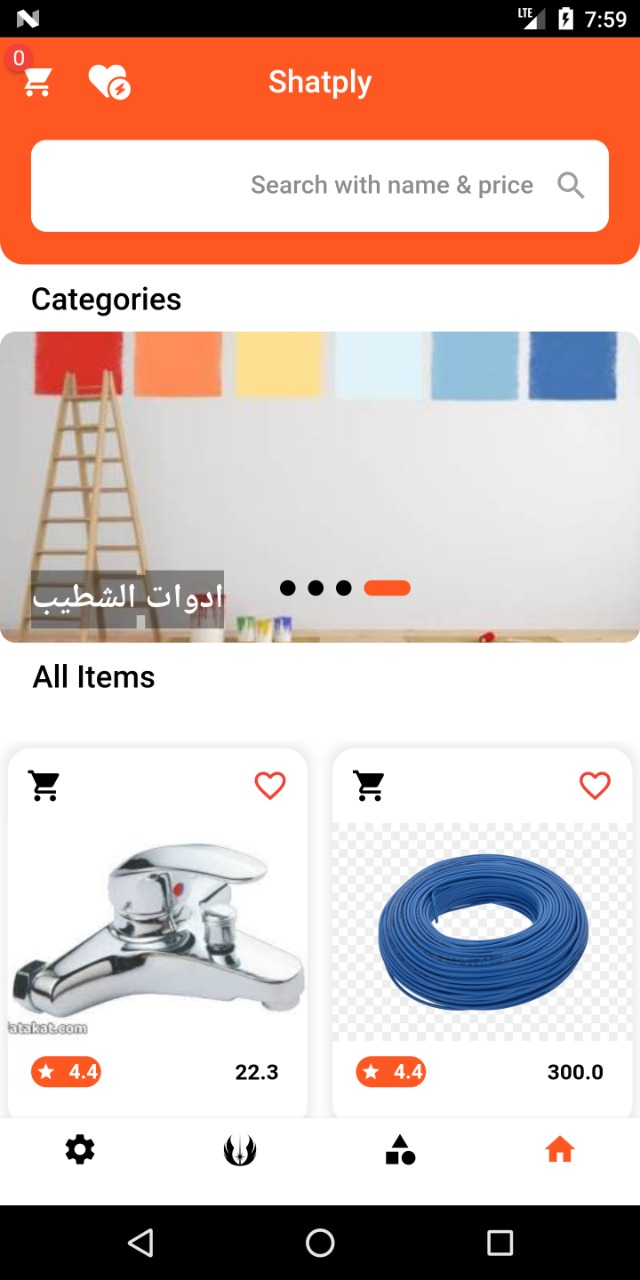 LTE 7:59
0
Shatply
Search with name & price
Categories
ادوات الشطيب
All Items
atakat.com
4.4 22.3
4.4 300.0